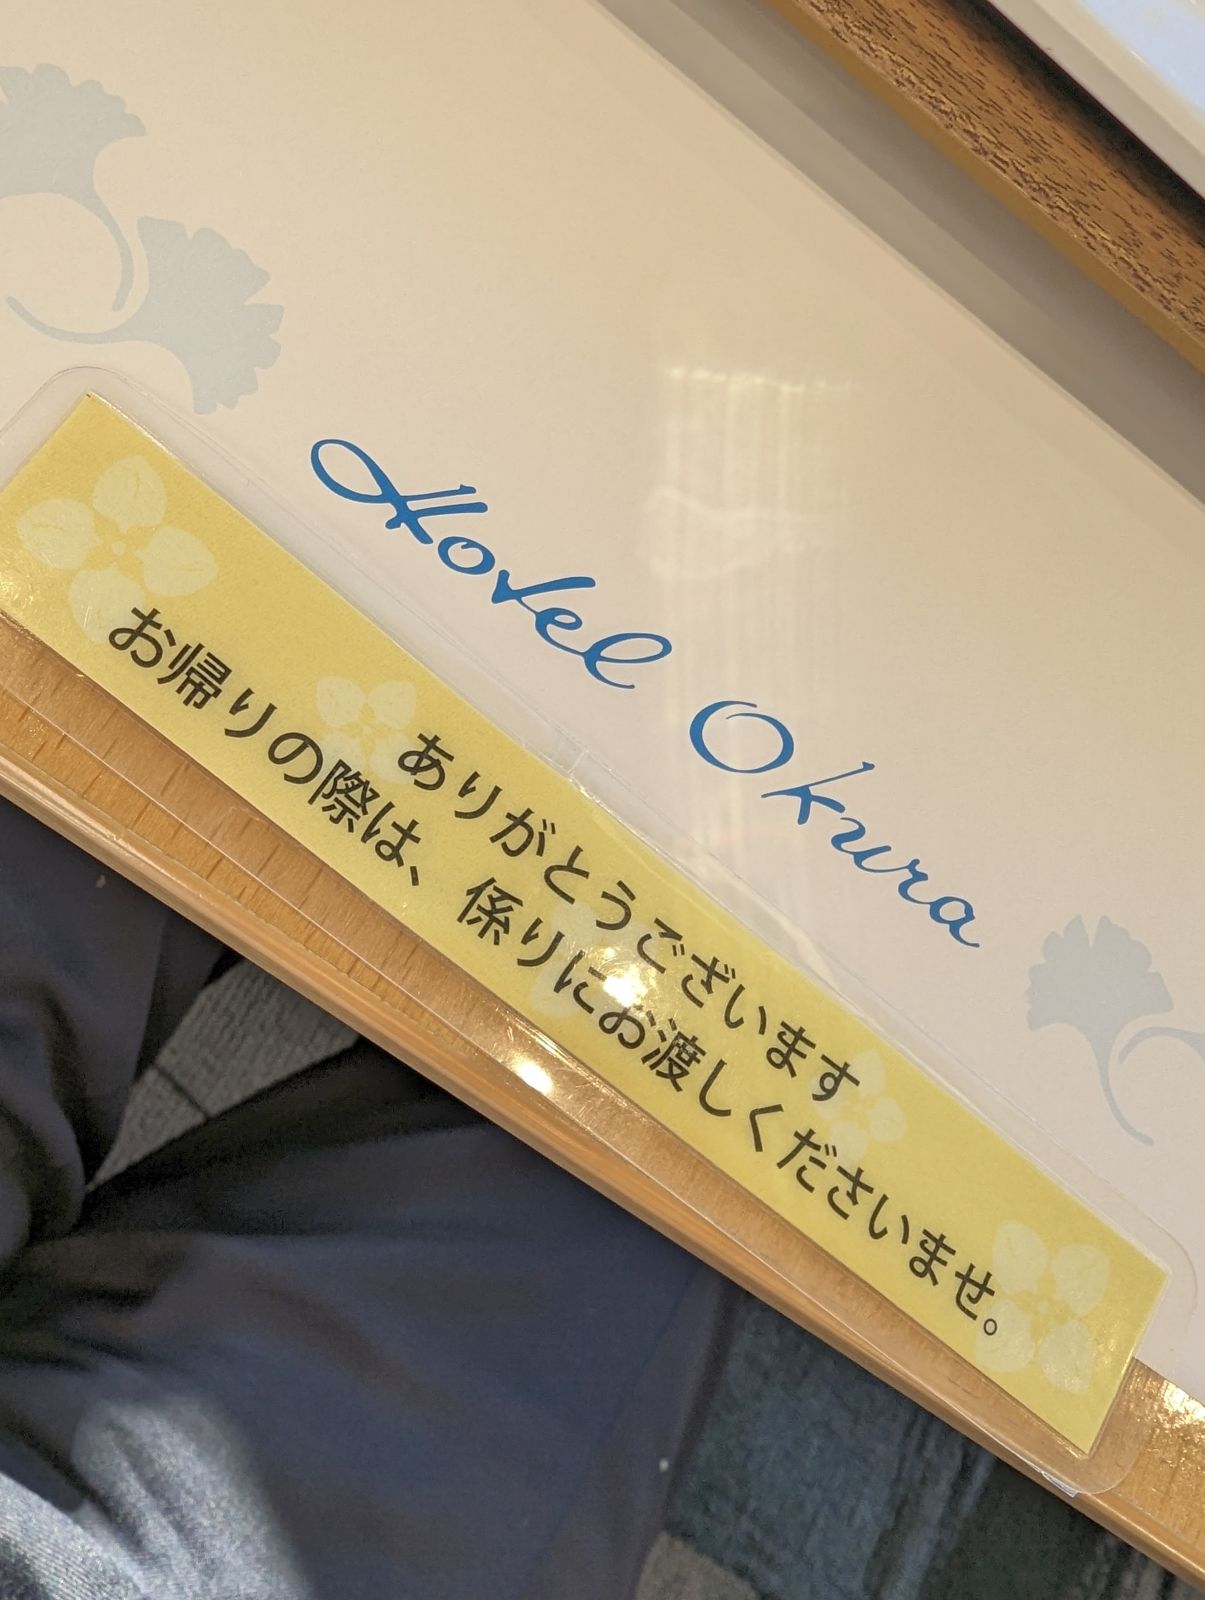 Hotel Okura
ありがとうございます
お帰りの際は、係りにお渡しくださいませ。